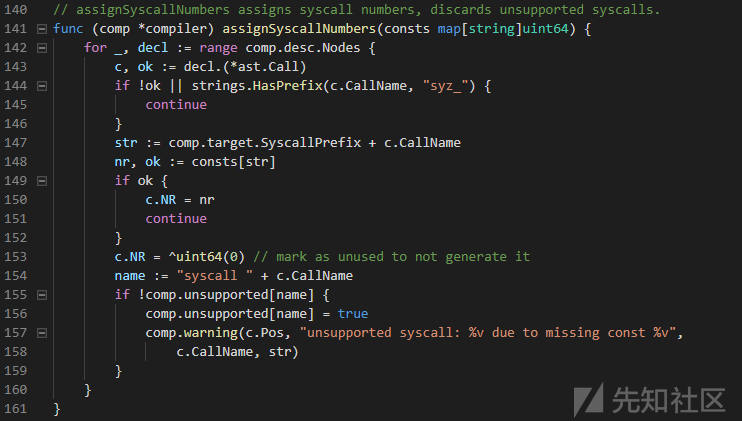 140 // assignSyscallNumbers assigns syscall numbers, discards unsupported syscalls.
141 func (comp *compiler) assignSyscallNumbers(consts map[string]uint64) {
142     for _, decl := range comp.desc.Nodes {
143         c, ok := decl.(*ast.Call)
144         if !ok || strings.HasPrefix(c.CallName, "syz_") {
145             continue
146         }
147         str := comp.target.SyscallPrefix + c.CallName
148         nr, ok := consts[str]
149         if ok {
150             c.NR = nr
151             continue
152         }
153         c.NR = ^uint64(0) // mark as unused to not generate it
154         name := "syscall " + c.CallName
155         if !comp.unsupported[name] {
156             comp.unsupported[name] = true
157             comp.warning(c.Pos, "unsupported syscall: %v due to missing const %v",
158                 c.CallName, str)
159         }
160     }
161 }
先知社区